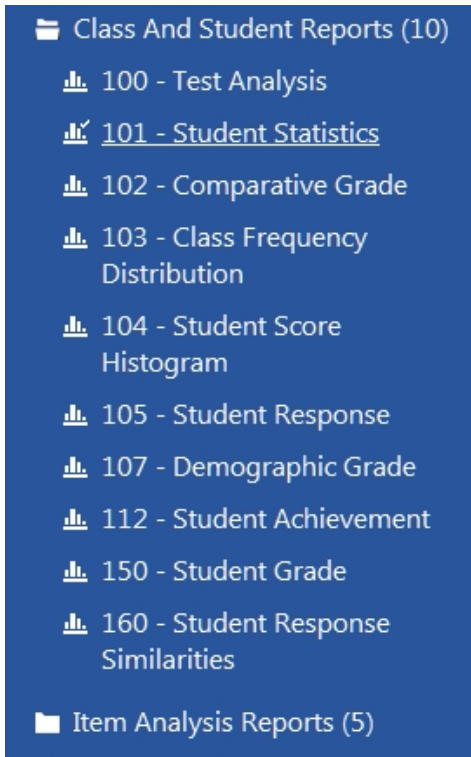 Class And Student Reports (10)
100 - Test Analysis
101 - Student Statistics
102 - Comparative Grade
103 - Class Frequency
Distribution
104 - Student Score
Histogram
105 - Student Response
107 - Demographic Grade
112 - Student Achievement
150 - Student Grade
160 - Student Response
Similarities
Item Analysis Reports (5)